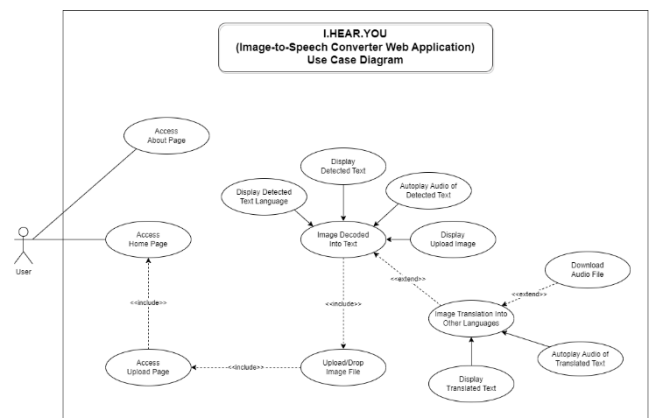 I.HEAR.YOU
(Image-to-Speech Converter Web Application)
Use Case Diagram
Access
About Page
Display
Detected Text
Display Detected
Text Language
Autoplay Audio of
Detected Text
Access
Home Page
Image Decoded
Into Text
Display
Upload Image
User
Download
Audio File
<<extend>>
<<extend>>
<<include>>
<<include>>
Image Translation Into
Other Languages
Access
Upload Page
<<include>>
Upload/Drop
Image File
Autoplay Audio of
Translated Text
Display
Translated Text